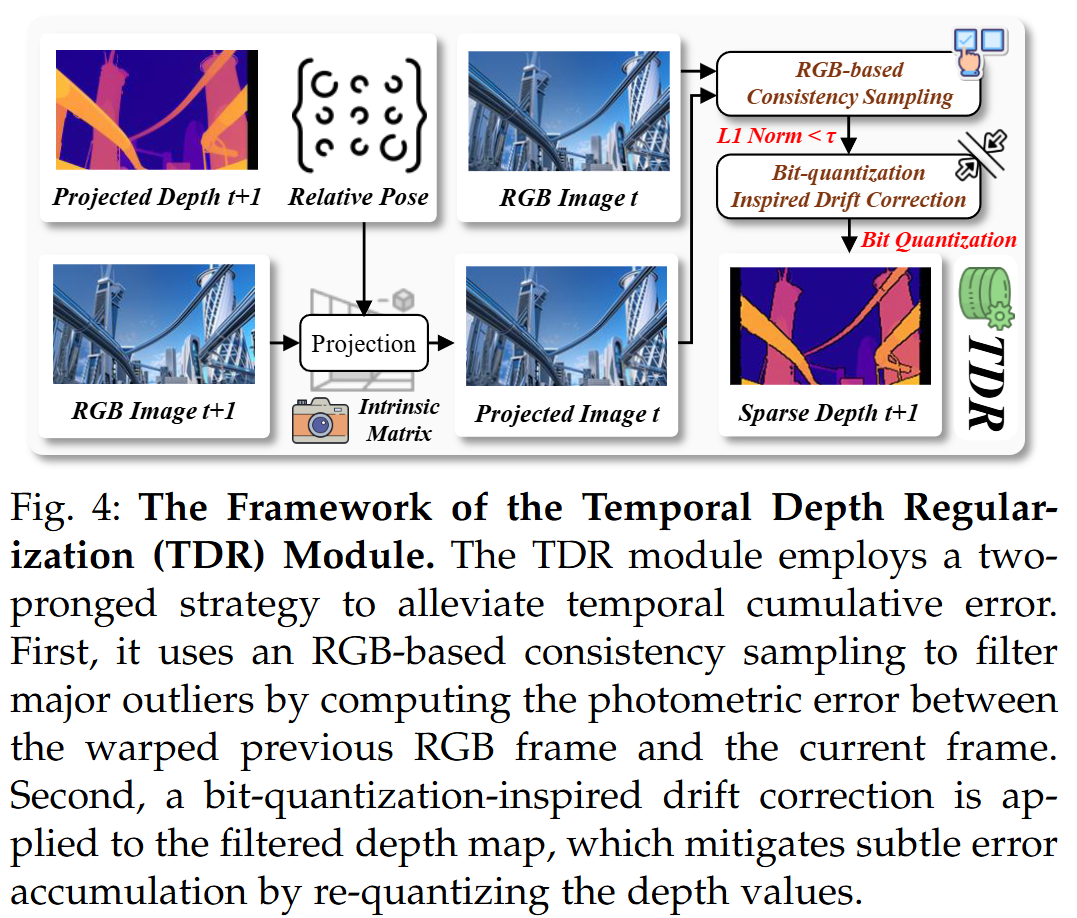 Projected Depth t+1
Relative Pose
RGB Image t
RGB-based
Consistency Sampling
L1 Norm < τ
Bit-quantization
Inspired Drift Correction
Bit Quantization
RGB Image t+1
Projection
Intrinsic
Matrix
Projected Image t
Sparse Depth t+1
TDR
Fig. 4: The Framework of the Temporal Depth Regular-
ization (TDR) Module. The TDR module employs a two-
pronged strategy to alleviate temporal cumulative error.
First, it uses an RGB-based consistency sampling to filter
major outliers by computing the photometric error between
the warped previous RGB frame and the current frame.
Second, a bit-quantization-inspired drift correction is ap-
plied to the filtered depth map, which mitigates subtle error
accumulation by re-quantizing the depth values.